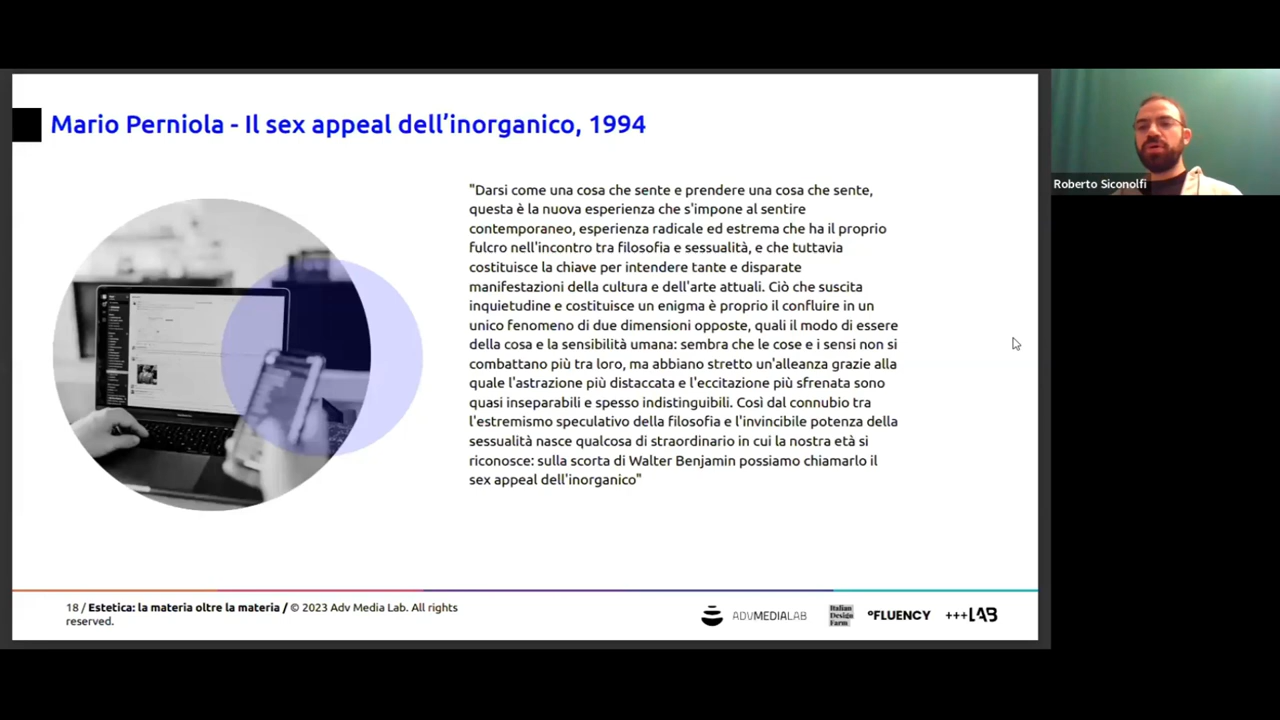 Mario Perniola - Il sex appeal dell’inorganico, 1994
"Darsi come una cosa che sente e prendere una cosa che sente,
questa è la nuova esperienza che s'impone al sentire
contemporaneo, esperienza radicale ed estrema che ha il proprio
fulcro nell'incontro tra filosofia e sessualità, e che tuttavia
costituisce la chiave per intendere tante e disparate
manifestazioni della cultura e dell'arte attuali. Ciò che suscita
inquietudine e costituisce un enigma è proprio il confluire in un
unico fenomeno di due dimensioni opposte, quali il modo di essere
della cosa e la sensibilità umana: sembra che le cose e i sensi non si
combattano più tra loro, ma abbiano stretto un'alleanza grazie alla
quale l'astrazione più distaccata e l'eccitazione più sfrenata sono
quasi inseparabili e spesso indistinguibili. Così dal connubio tra
l'estremismo speculativo della filosofia e l'invincibile potenza della
sessualità nasce qualcosa di straordinario in cui la nostra età si
riconosce: sulla scorta di Walter Benjamin possiamo chiamarlo il
sex appeal dell'inorganico"
Roberto Siconolfi
18 / Estetica: la materia oltre la materia / © 2023 Adv Media Lab. All rights
reserved.
ADVMEDIALAB
Italian
Design
Farm
°FLUENCY
+++LAB